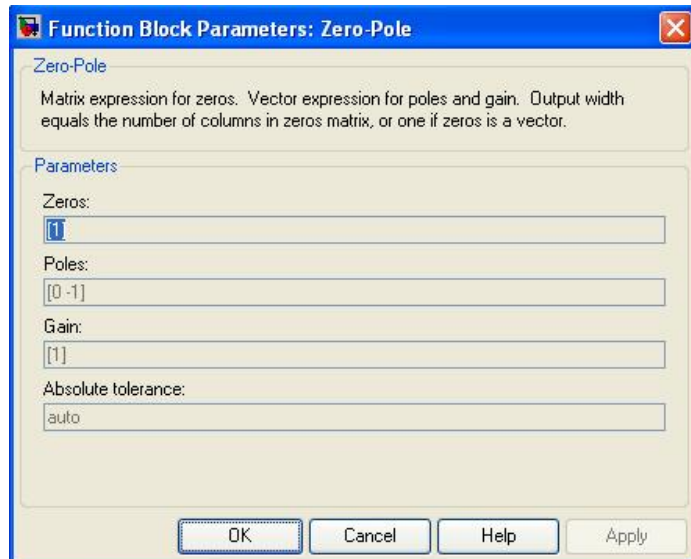 Function Block Parameters: Zero-Pole
Zero-Pole
Matrix expression for zeros. Vector expression for poles and gain. Output width
equals the number of columns in zeros matrix, or one if zeros is a vector.
Parameters
Zeros:
[1]
Poles:
[0 -1]
Gain:
[1]
Absolute tolerance:
auto
OK Cancel Help Apply